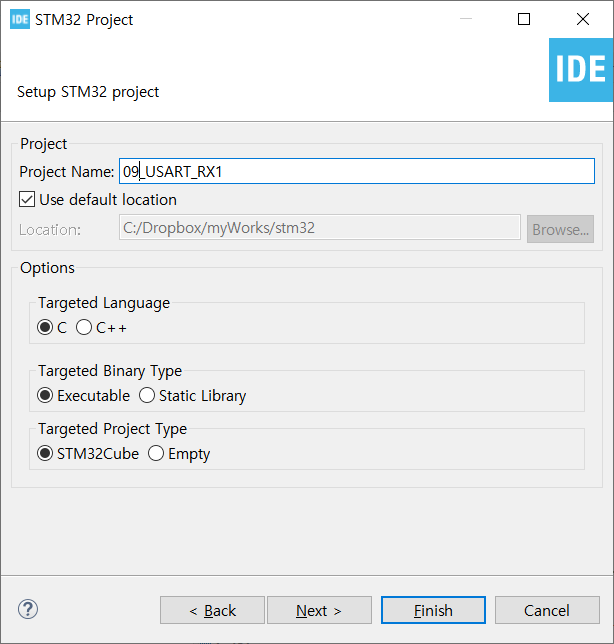 IDE STM32 Project
IDE
Setup STM32 project
Project
Project Name: 09_USART_RX1
Use default location
Location: C:/Dropbox/myWorks/stm32 Browse...
Options
Targeted Language
C C++
Targeted Binary Type
Executable Static Library
Targeted Project Type
STM32Cube Empty
? < Back Next > Finish Cancel